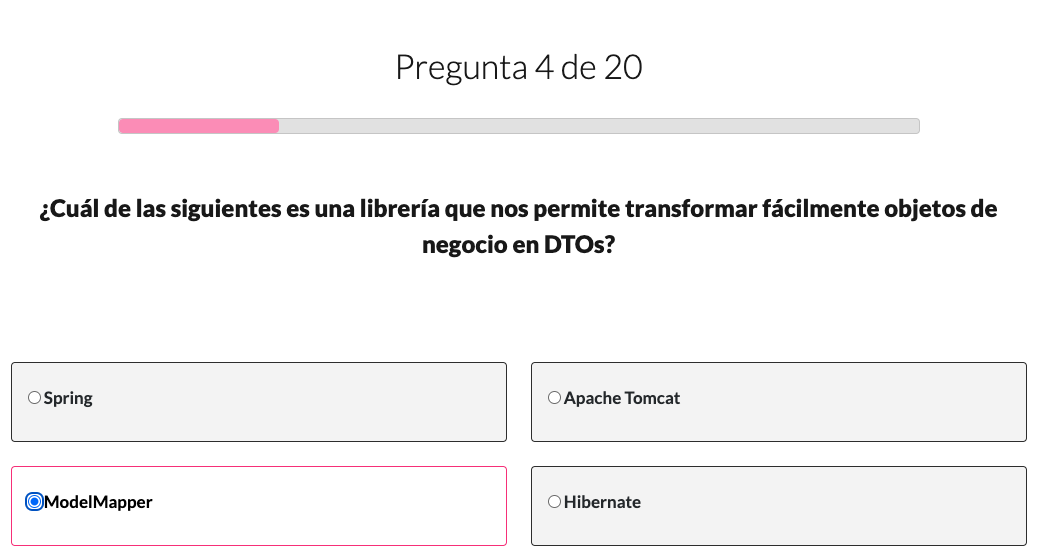 Pregunta 4 de 20
¿Cuál de las siguientes es una librería que nos permite transformar fácilmente objetos de
negocio en DTOs?
Spring
Apache Tomcat
ModelMapper
Hibernate